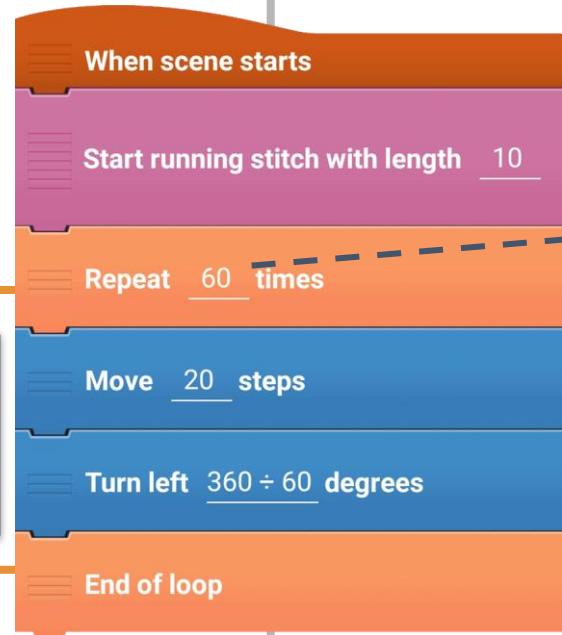 When scene starts
Start running stitch with length 10
Repeat 60 times
Move 20 steps
Turn left 360 ÷ 60 degrees
End of loop